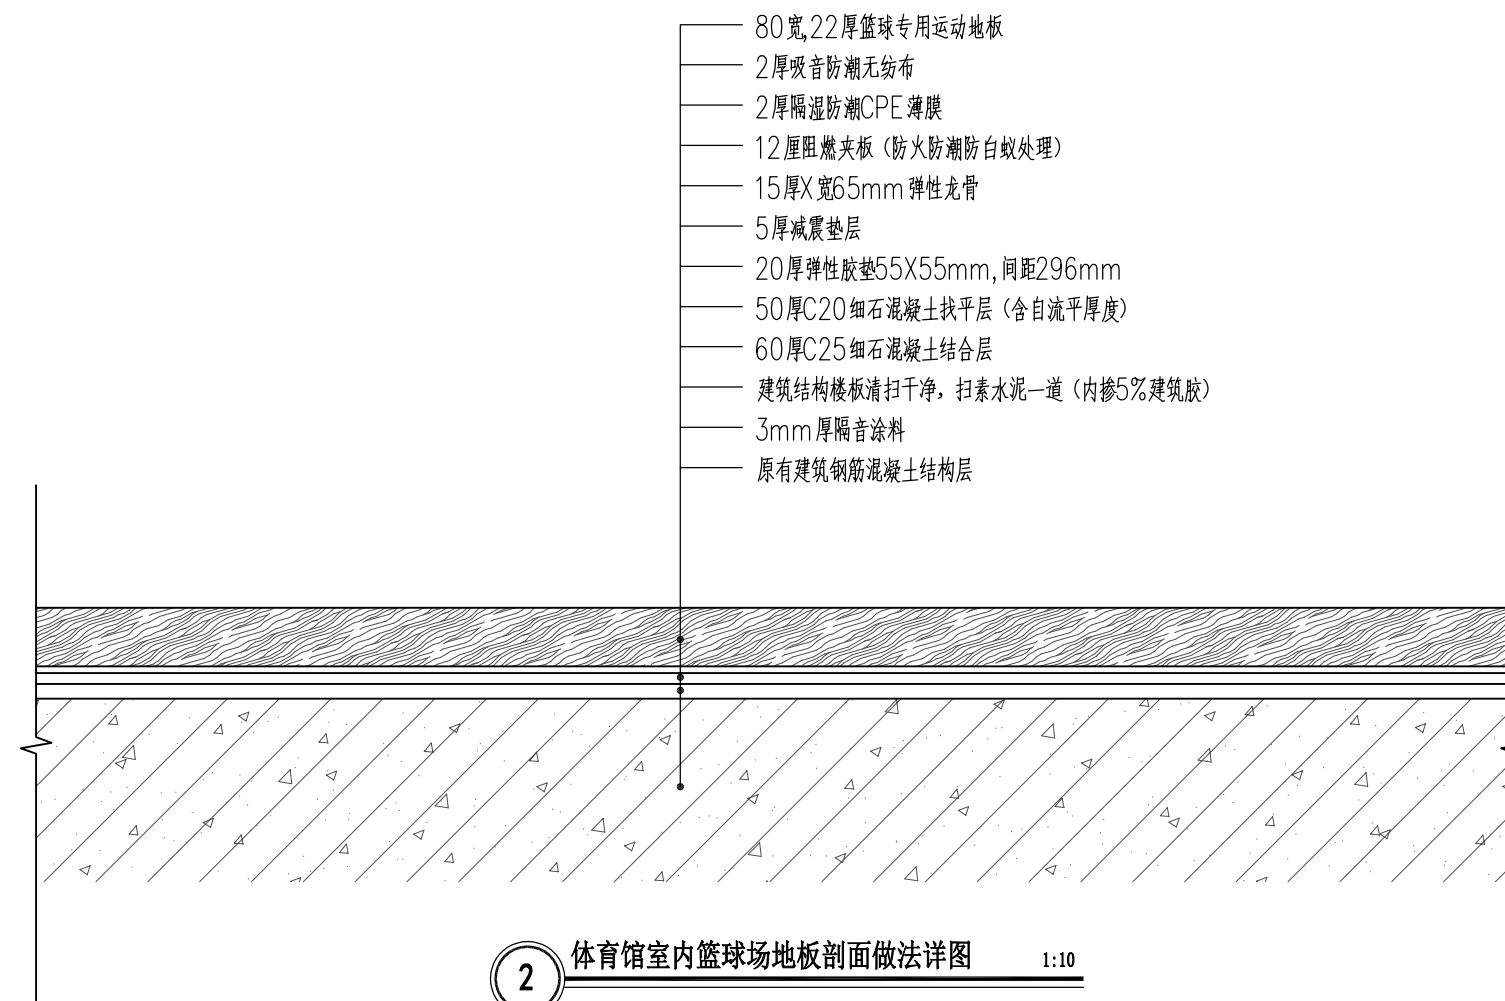 80宽,22厚篮球专用运动地板
2厚吸音防潮无纺布
2厚隔湿防潮CPE薄膜
12厘阻燃夹板（防火防潮防白蚁处理）
15厚X宽65mm弹性龙骨
5厚减震垫层
20厚弹性胶垫55X55mm,间距296mm
50厚C20细石混凝土找平层（含自流平厚度）
60厚C25细石混凝土结合层
建筑结构楼板清扫干净，扫素水泥一道（内掺5%建筑胶）
3mm厚隔音涂料
原有建筑钢筋混凝土结构层
2 体育馆室内篮球场地板剖面做法详图 1:10